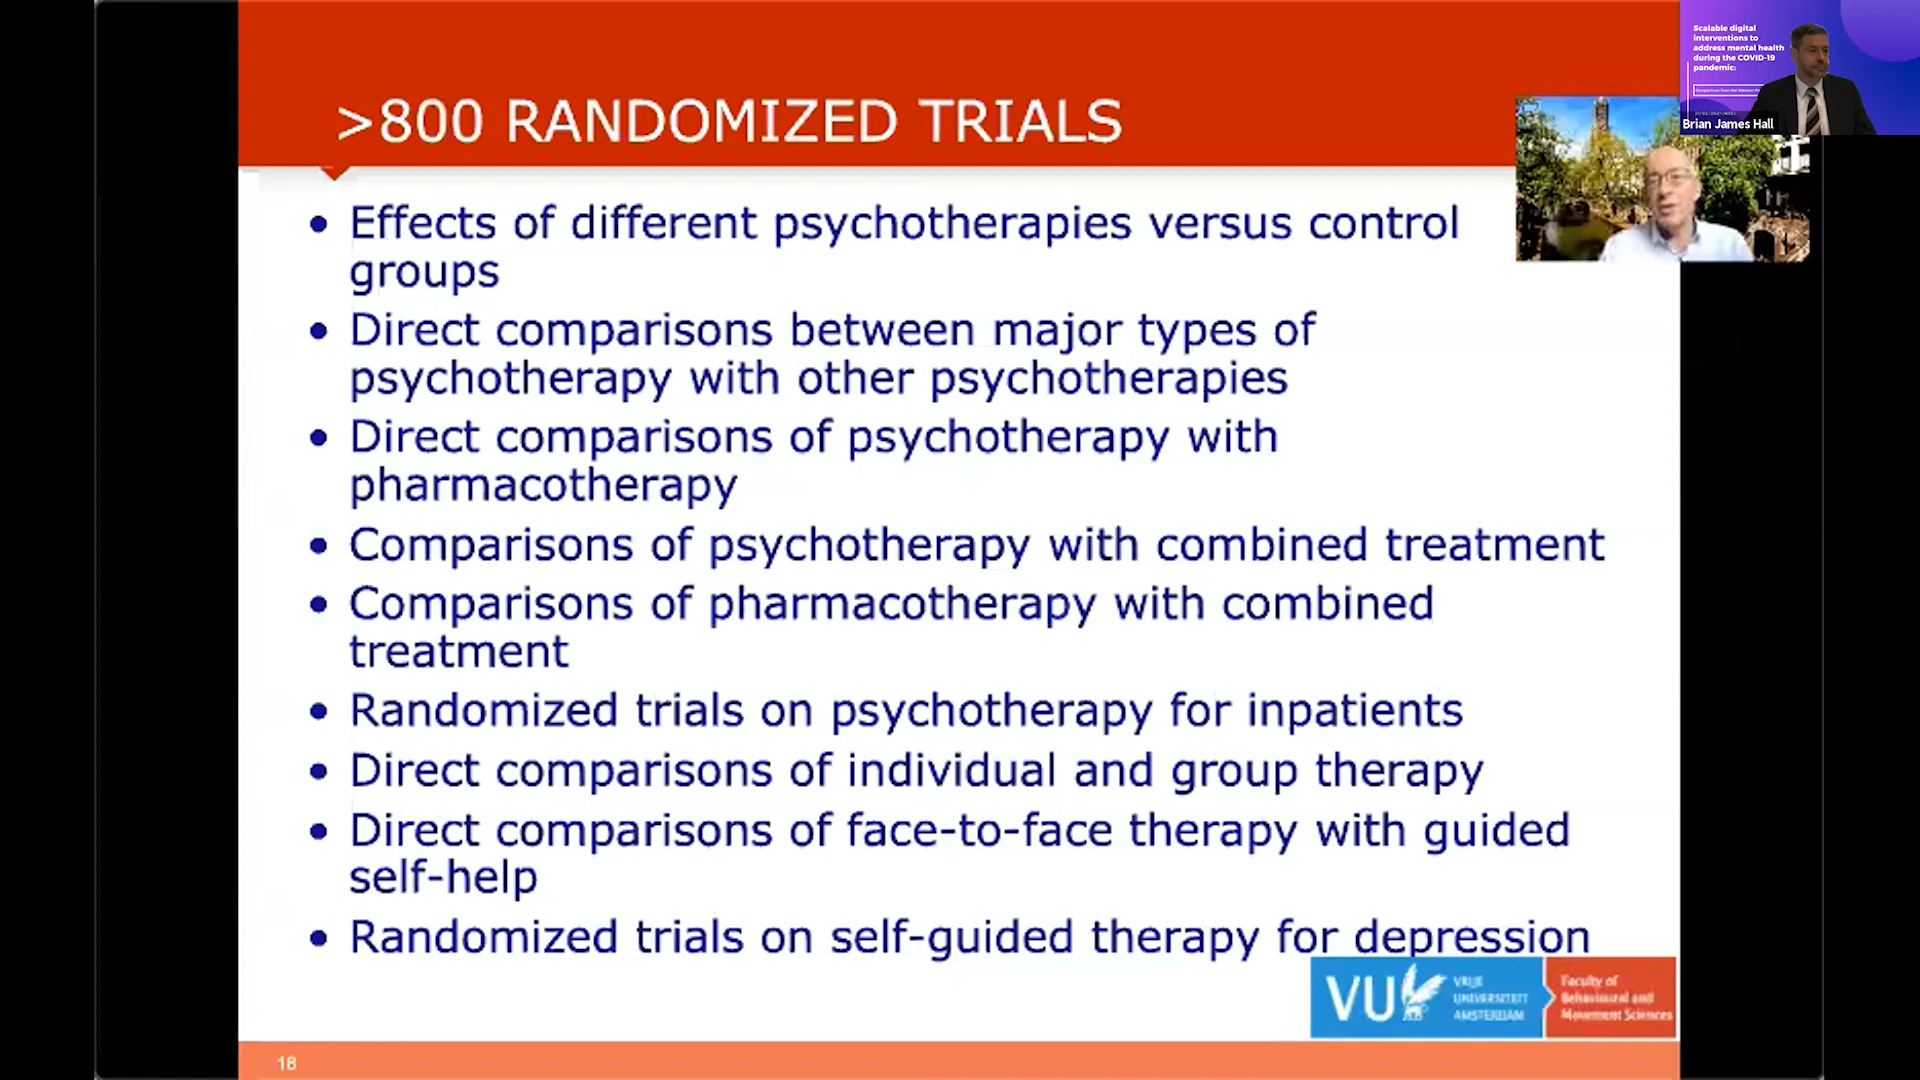 >800 RANDOMIZED TRIALS
• Effects of different psychotherapies versus control
groups
• Direct comparisons between major types of
psychotherapy with other psychotherapies
• Direct comparisons of psychotherapy with
pharmacotherapy
• Comparisons of psychotherapy with combined treatment
• Comparisons of pharmacotherapy with combined
treatment
• Randomized trials on psychotherapy for inpatients
• Direct comparisons of individual and group therapy
• Direct comparisons of face-to-face therapy with guided
self-help
• Randomized trials on self-guided therapy for depression
VU
VRIJE
UNIVERSITEIT
AMSTERDAM
Faculty of
Behavioural and
Movement Sciences
18
Scalable digital
interventions to
address mental health
during the COVID-19
pandemic:
Brian James Hall